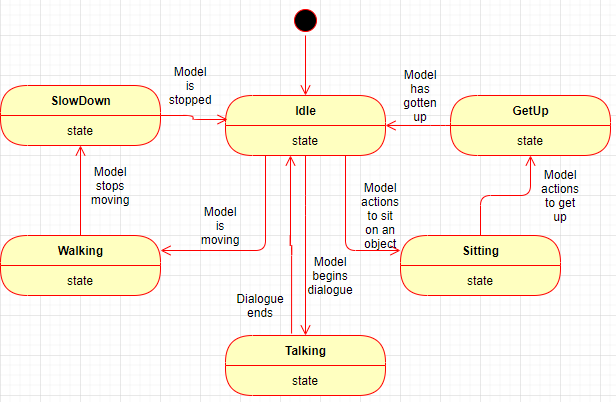 Model
is
stopped
SlowDown
state
Idle
state
Model
has
gotten
up
GetUp
state
Model
stops
moving
Model
is
moving
Model
actions
to sit
on an
object
Model
actions
to get
up
Walking
state
Sitting
state
Model
begins
dialogue
Dialogue
ends
Talking
state